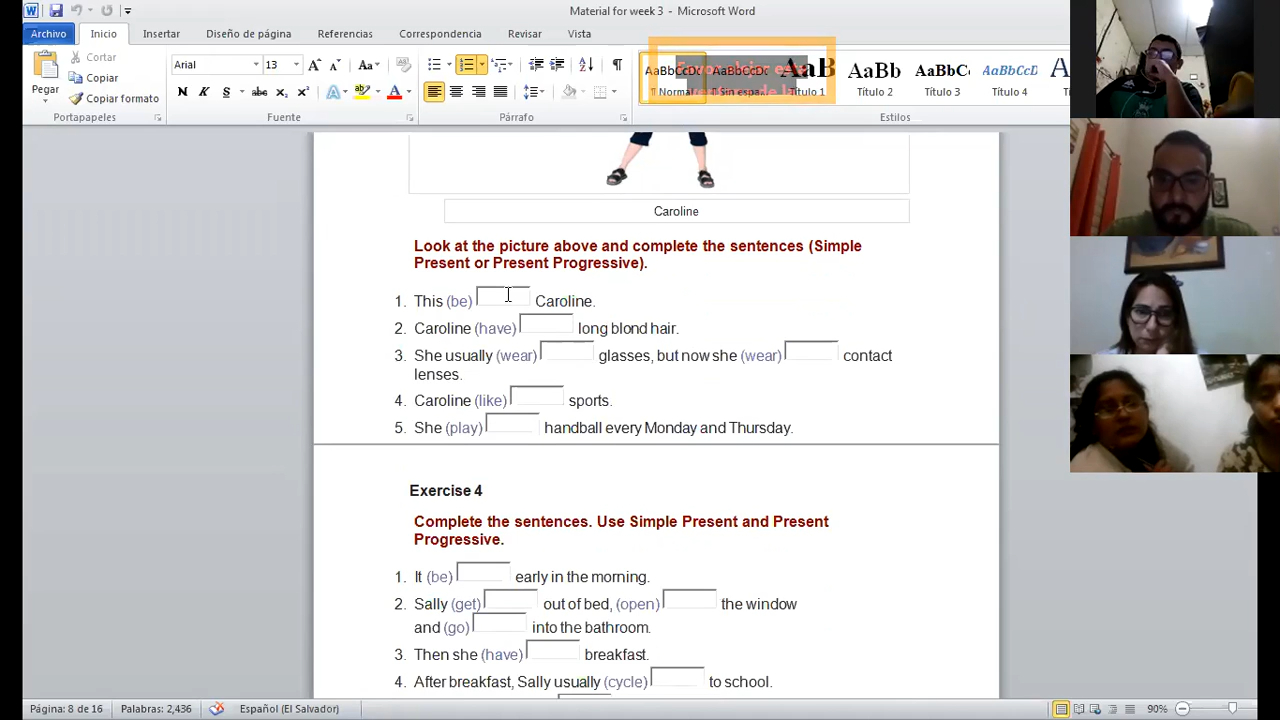 Material for week 3 - Microsoft Word
Archivo Inicio Insertar Diseño de página Referencias Correspondencia Revisar Vista
Cortar
Copiar
Copiar formato
Pegar
Arial 13
AaBbCcDc AaBbCcDc AaB AaBb AaBbCc AaBbCcD
¶ Normal ¶ Sin espa... Título 1 Título 2 Título 3 Título 4
Portapapeles Fuente Párrafo Estilos
Caroline
Look at the picture above and complete the sentences (Simple
Present or Present Progressive).
1. This (be) Caroline.
2. Caroline (have) long blond hair.
3. She usually (wear) glasses, but now she (wear) contact
lenses.
4. Caroline (like) sports.
5. She (play) handball every Monday and Thursday.
Exercise 4
Complete the sentences. Use Simple Present and Present
Progressive.
1. It (be) early in the morning.
2. Sally (get) out of bed, (open) the window
and (go) into the bathroom.
3. Then she (have) breakfast.
4. After breakfast, Sally usually (cycle) to school.
Página: 8 de 16 Palabras: 2,436 Español (El Salvador) 90%